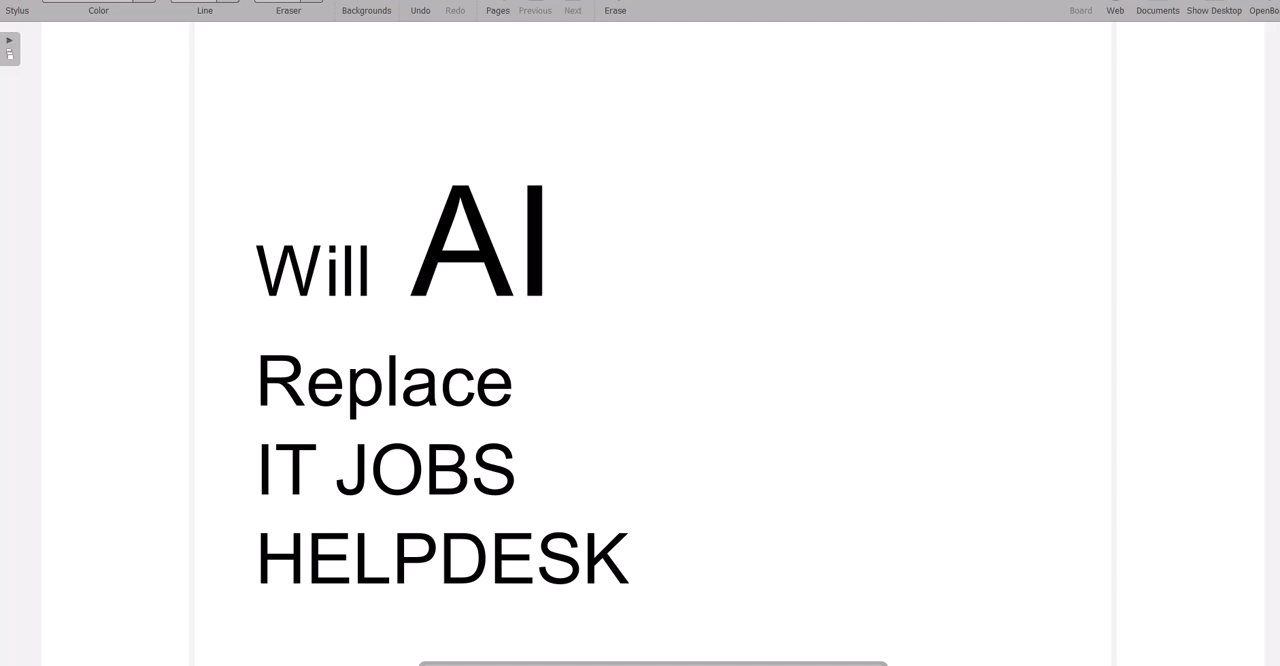 Stylus Color Line Eraser Backgrounds Undo Redo Pages Previous Next Erase Board Web Documents Show Desktop
Will AI
Replace
IT JOBS
HELPDESK